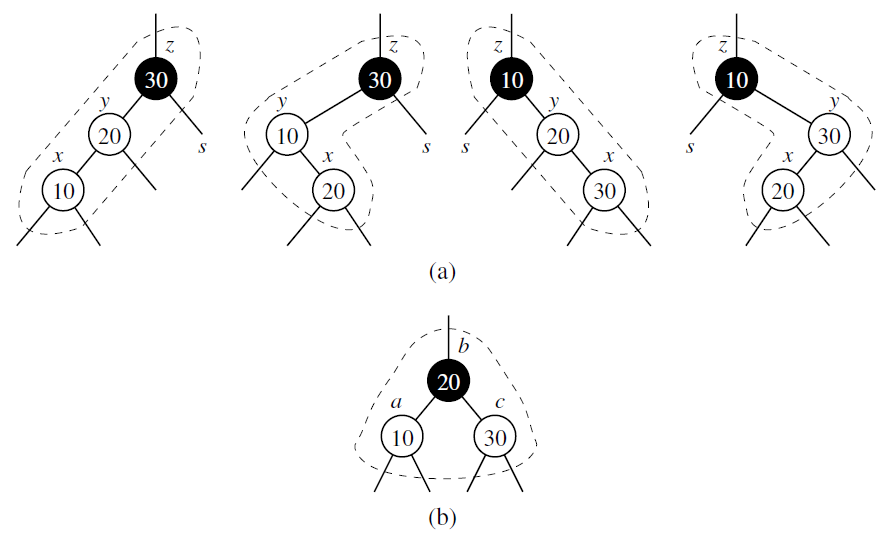 z z z z
30 30 10 10
y y y y
20 10 20 30
s s s s
x x x x
10 20 30 20
(a)
b
20
a c
10 30
(b)